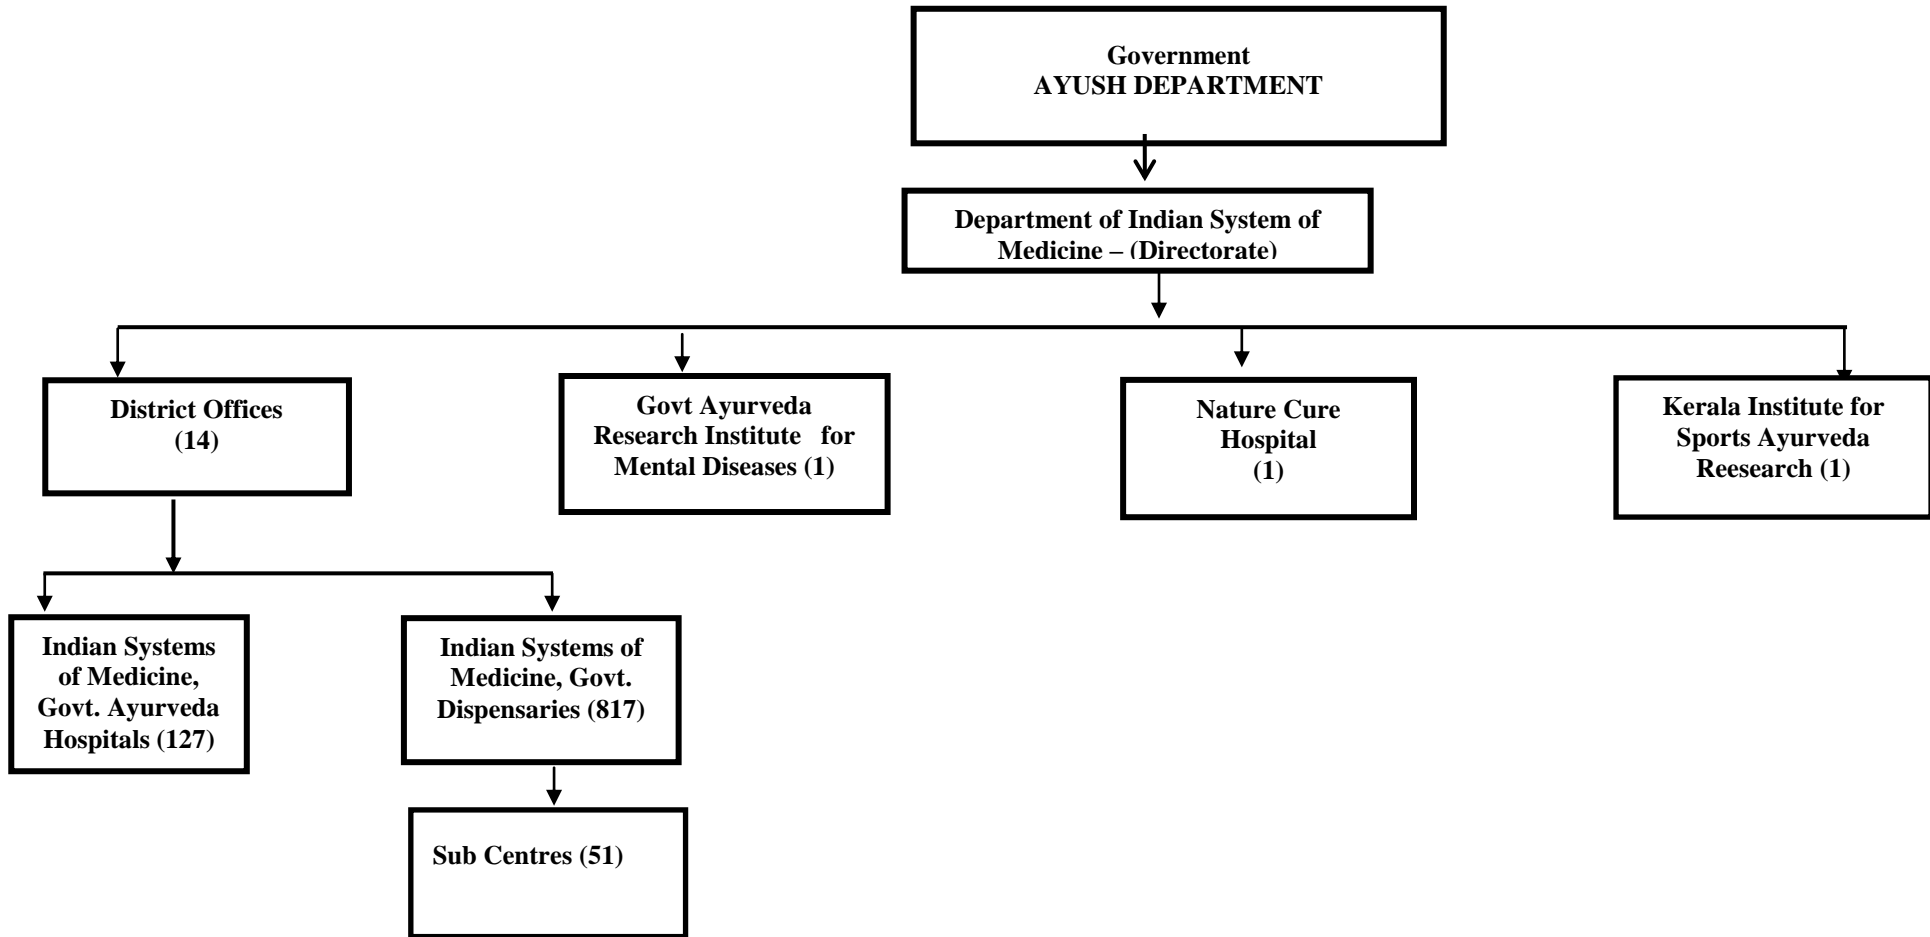 Government
AYUSH DEPARTMENT
Department of Indian System of
Medicine – (Directorate)
District Offices
(14)
Govt Ayurveda
Research Institute for
Mental Diseases (1)
Nature Cure
Hospital
(1)
Kerala Institute for
Sports Ayurveda
Reesearch (1)
Indian Systems
of Medicine,
Govt. Ayurveda
Hospitals (127)
Indian Systems of
Medicine, Govt.
Dispensaries (817)
Sub Centres (51)